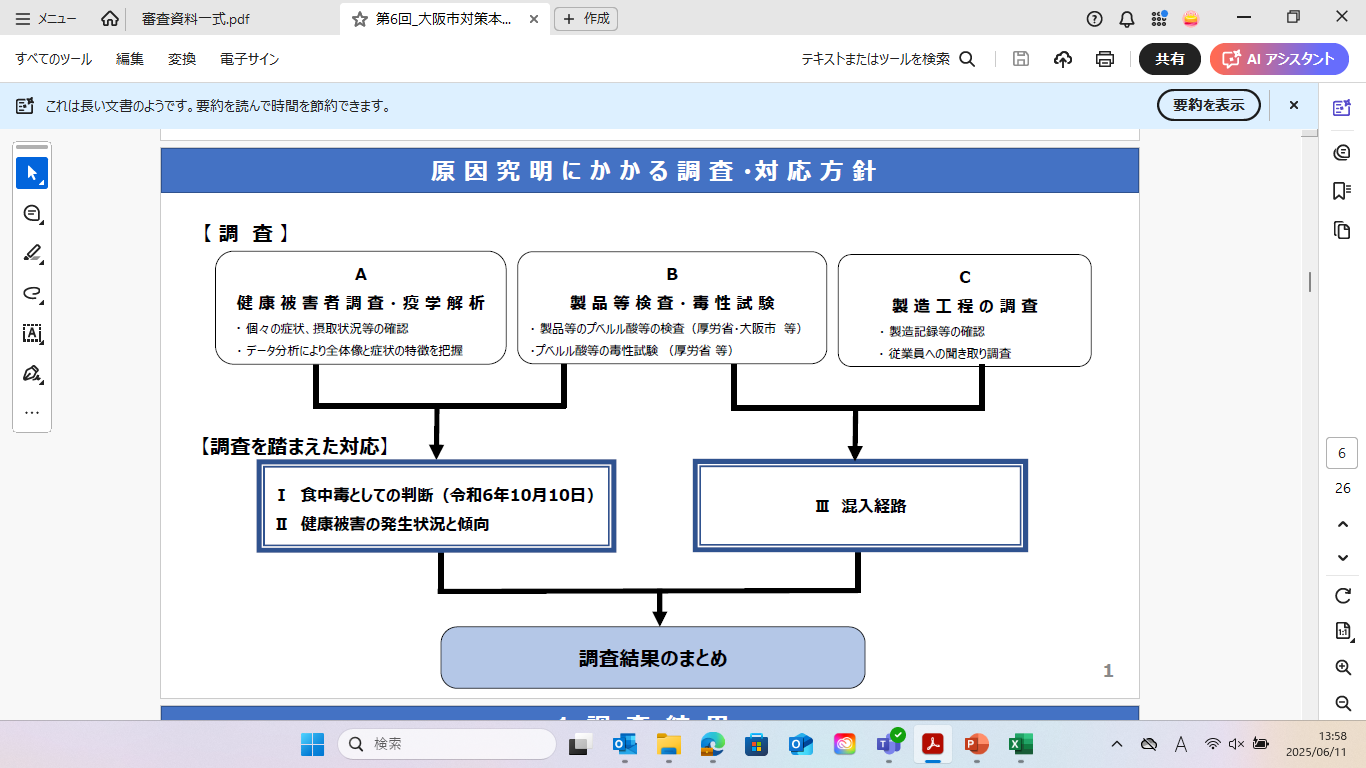 メニュー
審査資料一式.pdf
第6回_大阪市対策本...
作成
すべてのツール
編集
変換
電子サイン
テキストまたはツールを検索
共有
AI アシスタント
これは長い文書のようです。要約を読んで時間を節約できます。
要約を表示
原因究明にかかる調査・対応方針
【調 査】
A
健康被害者調査・疫学解析
・ 個々の症状、摂取状況等の確認
・ データ分析により全体像と症状の特徴を把握
B
製品等検査・毒性試験
・ 製品等のプベルル酸等の検査（厚労省・大阪市 等）
・プベルル酸等の毒性試験 （厚労省 等）
C
製造工程の調査
・ 製造記録等の確認
・ 従業員への聞き取り調査
【調査を踏まえた対応】
Ⅰ 食中毒としての判断（令和6年10月10日）
Ⅱ 健康被害の発生状況と傾向
Ⅲ 混入経路
調査結果のまとめ
1
6
26
1:1
検索
A
13:58
2025/06/11